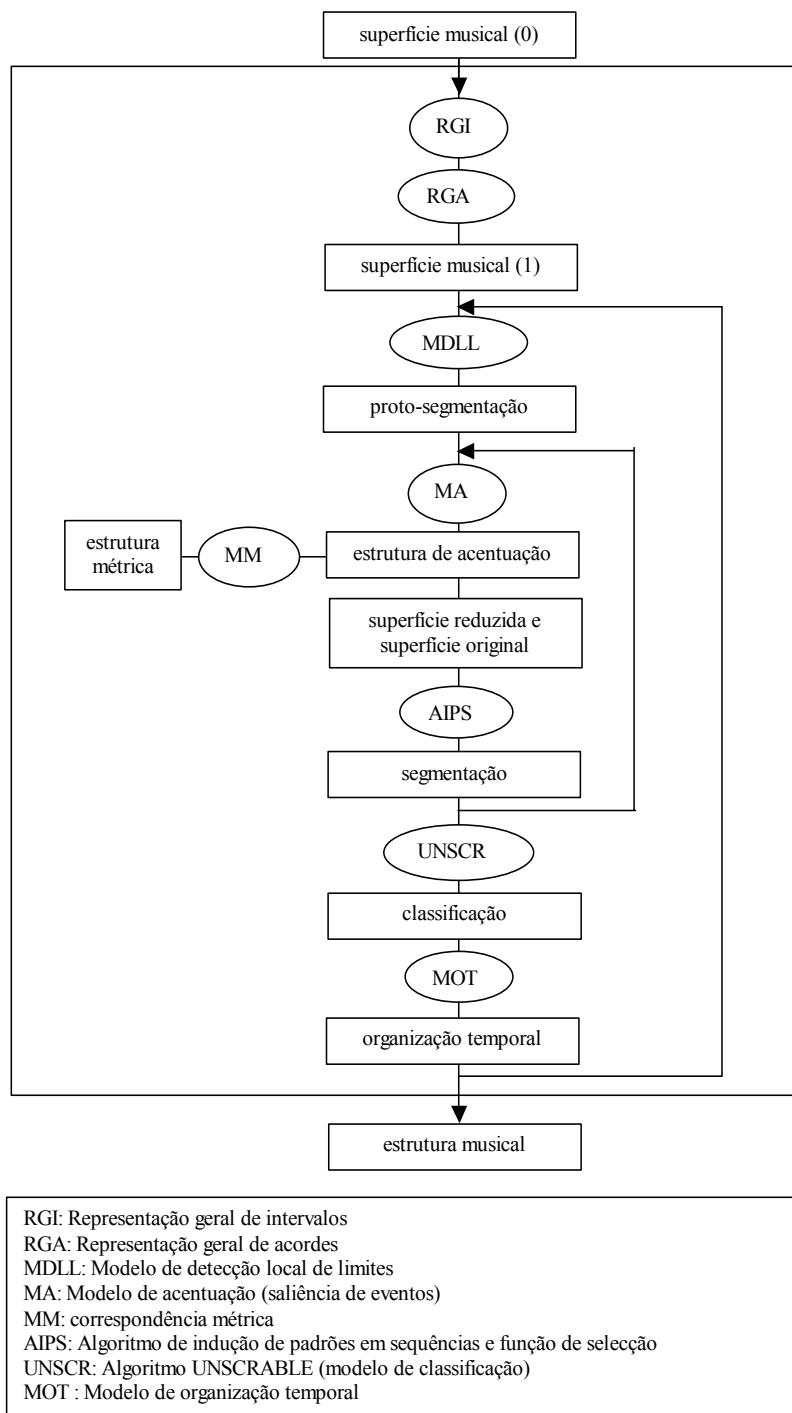 superfície musical (0)
RGI
RGA
superfície musical (1)
MDLL
proto-segmentação
MA
estrutura
métrica
MM
estrutura de acentuação
superfície reduzida e
superfície original
AIPS
segmentação
UNSCR
classificação
MOT
organização temporal
estrutura musical
RGI: Representação geral de intervalos
RGA: Representação geral de acordes
MDLL: Modelo de detecção local de limites
MA: Modelo de acentuação (saliência de eventos)
MM: correspondência métrica
AIPS: Algoritmo de indução de padrões em sequências e função de selecção
UNSCR: Algoritmo UNSCRABLE (modelo de classificação)
MOT : Modelo de organização temporal